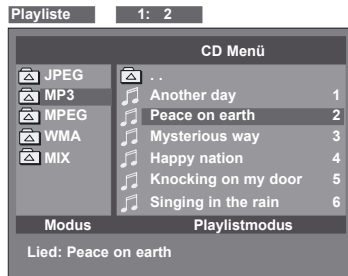 Playliste 1: 2
CD Menü
JPEG . .
MP3 Another day 1
MPEG Peace on earth 2
WMA Mysterious way 3
MIX Happy nation 4
Knocking on my door 5
Singing in the rain 6
Modus Playlistmodus
Lied: Peace on earth